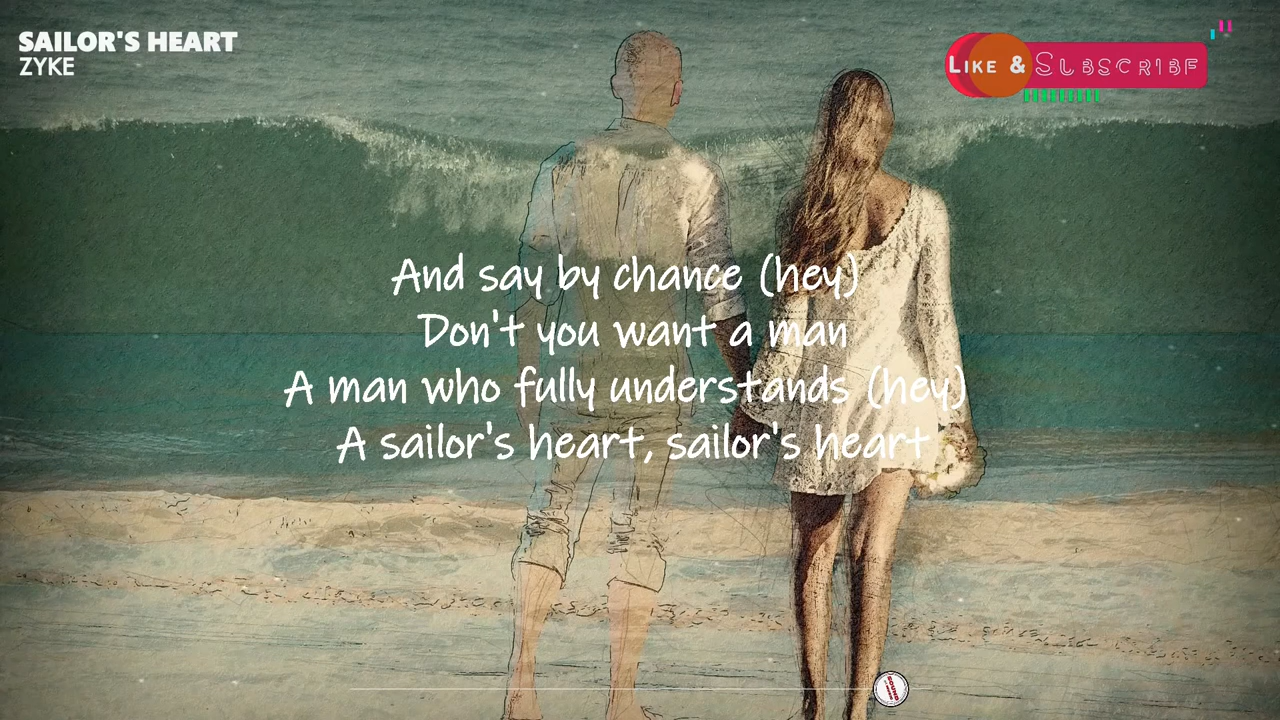 SAILOR'S HEART
ZYKE
LIKE & SUBSCRIBE
And say by chance (hey)
Don't you want a man
A man who fully understands (hey)
A sailor's heart, sailor's heart